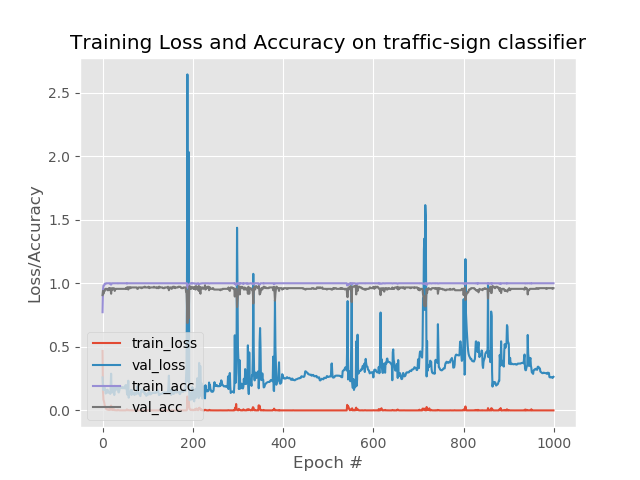 Training Loss and Accuracy on traffic-sign classifier
2.5
2.0
1.5
1.0
0.5
0.0
Loss/Accuracy
train_loss
val_loss
train_acc
val_acc
0 200 400 600 800 1000
Epoch #